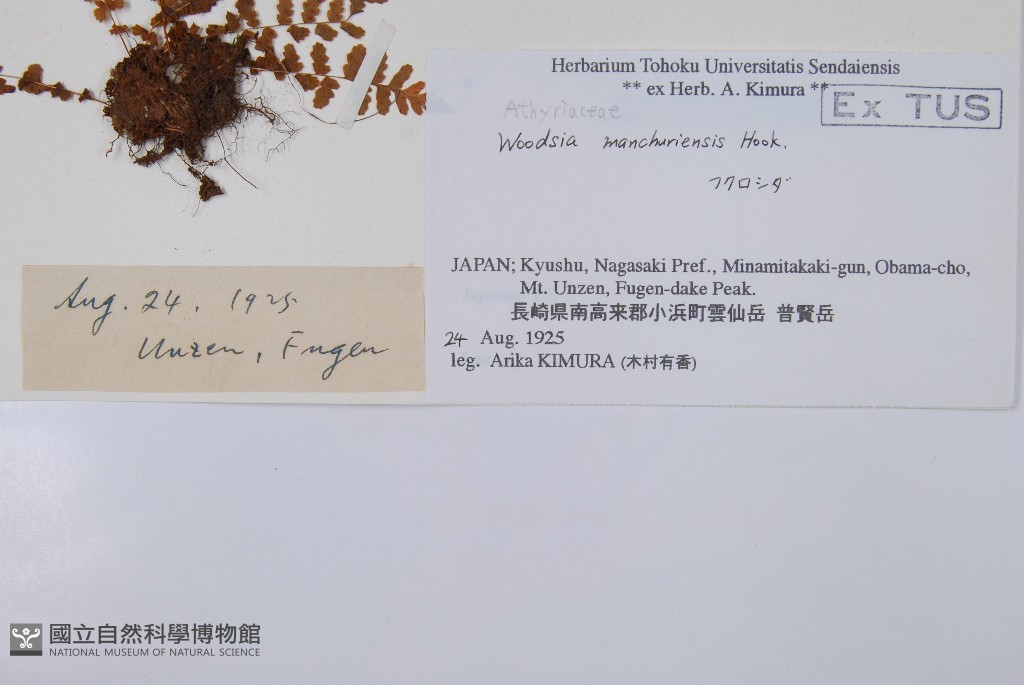 Herbarium Tohoku Universitatis Sendaiensis
** ex Herb. A. Kimura **
Ex TUS
Athyriaceae
Woodsia manchuriensis Hook.
フクロシダ
JAPAN; Kyushu, Nagasaki Pref., Minamitakaki-gun, Obama-cho,
Mt. Unzen, Fugen-dake Peak.
長崎県南高来郡小浜町雲仙岳 普賢岳
24 Aug. 1925
leg. Arika KIMURA (木村有香)
Aug. 24. 1925
Unzen, Fugen
國立自然科學博物館
NATIONAL MUSEUM OF NATURAL SCIENCE